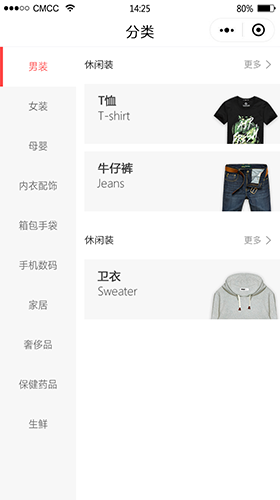 CMCC 14:25 80%
分类
男装
女装
母婴
内衣配饰
箱包手袋
手机数码
家居
奢侈品
保健药品
生鲜
休闲装 更多
T恤
T-shirt
牛仔裤
Jeans
休闲装 更多
卫衣
Sweater